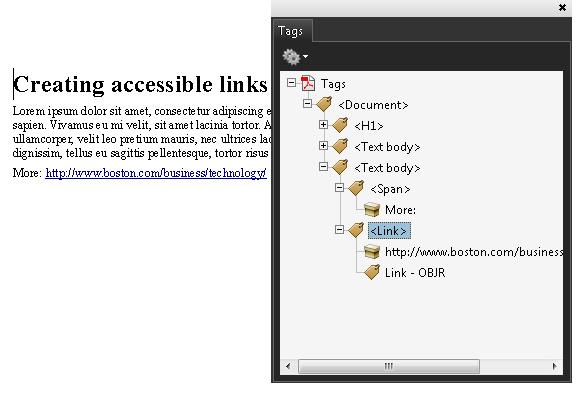 Creating accessible links
Lorem ipsum dolor sit amet, consectetur adipiscing e
sapien. Vivamus eu mi velit, sit amet lacinia tortor. A
ullamcorper, velit leo pretium mauris, nec ultrices lac
dignissim, tellus eu sagittis pellentesque, tortor risus
More: http://www.boston.com/business/technology/
Tags
Tags
<Document>
<H1>
<Text body>
<Text body>
<Span>
More:
<Link>
http://www.boston.com/business
Link - OBJR